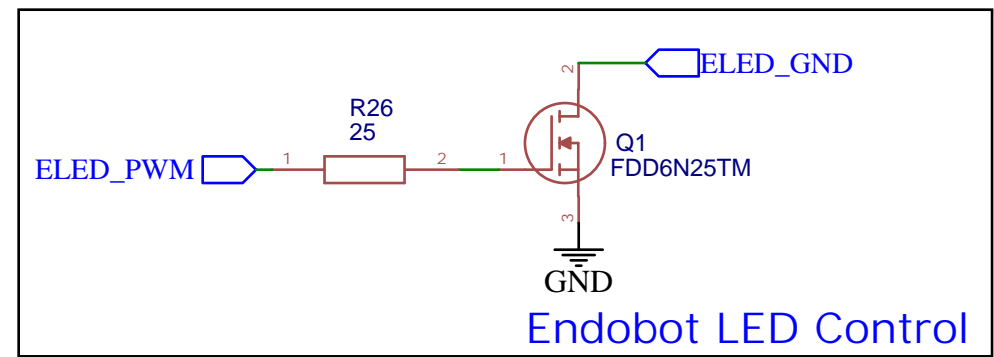 2
ELED_GND
R26
25
Q1
FDD6N25TM
ELED_PWM
1
2
1
3
GND
Endobot LED Control